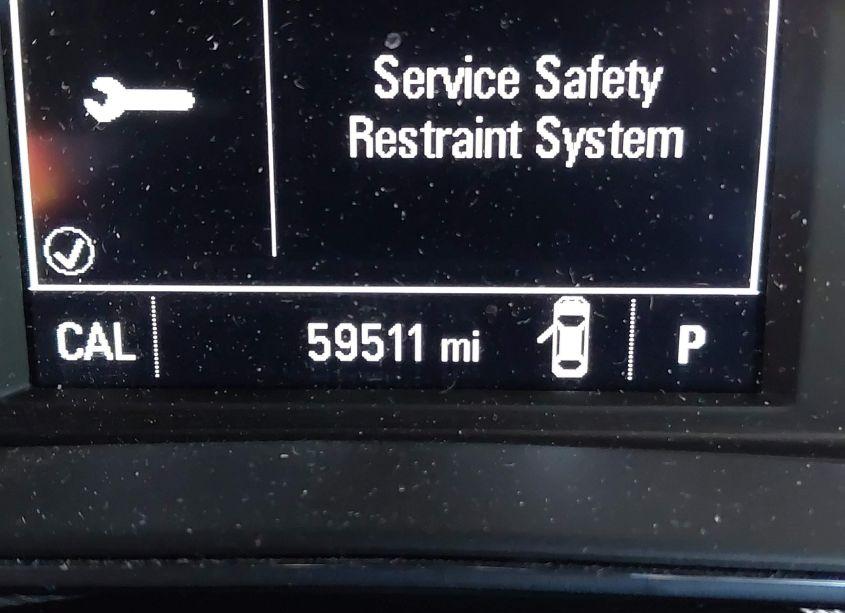 Service Safety
Restraint System
CAL 59511 mi P